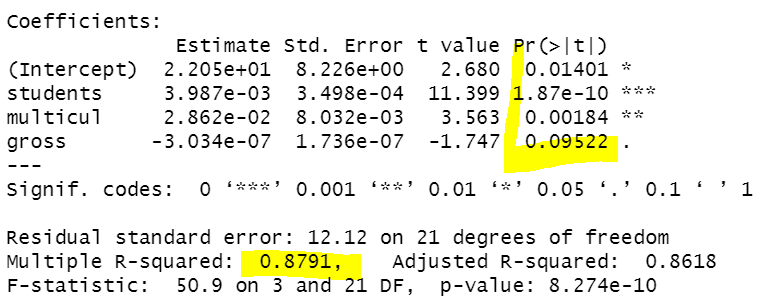 Coefficients:
Estimate Std. Error t value Pr(>|t|)
(Intercept) 2.205e+01 8.226e+00 2.680 0.01401 *
students 3.987e-03 3.498e-04 11.399 1.87e-10 ***
multicul 2.862e-02 8.032e-03 3.563 0.00184 **
gross -3.034e-07 1.736e-07 -1.747 0.09522 .
---
Signif. codes: 0 ‘***’ 0.001 ‘**’ 0.01 ‘*’ 0.05 ‘.’ 0.1 ‘ ’ 1
Residual standard error: 12.12 on 21 degrees of freedom
Multiple R-squared: 0.8791, Adjusted R-squared: 0.8618
F-statistic: 50.9 on 3 and 21 DF, p-value: 8.274e-10